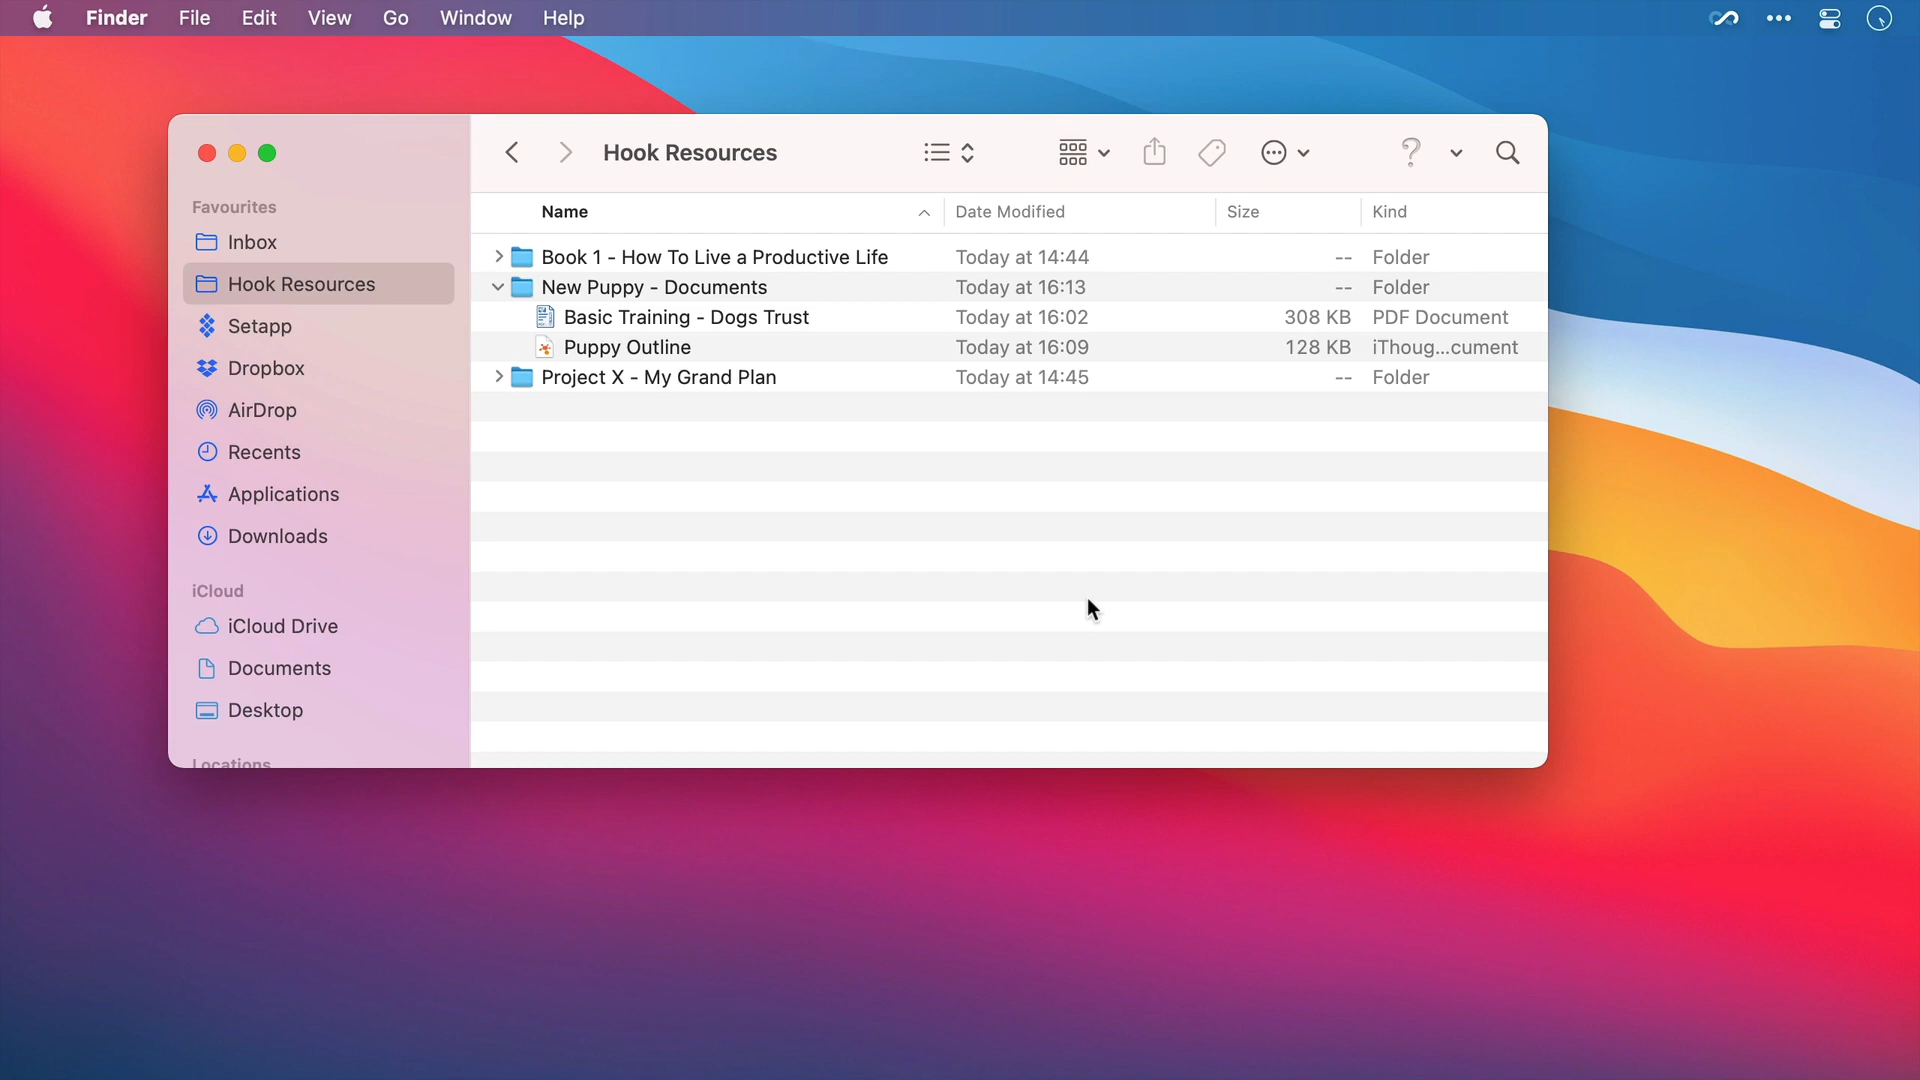 Finder File Edit View Go Window Help
Hook Resources
Favourites
Inbox
Hook Resources
Setapp
Dropbox
AirDrop
Recents
Applications
Downloads
iCloud
iCloud Drive
Documents
Desktop
Locations
Name Date Modified Size Kind
Book 1 - How To Live a Productive Life Today at 14:44 -- Folder
New Puppy - Documents Today at 16:13 -- Folder
Basic Training - Dogs Trust Today at 16:02 308 KB PDF Document
Puppy Outline Today at 16:09 128 KB iThoug...cument
Project X - My Grand Plan Today at 14:45 -- Folder